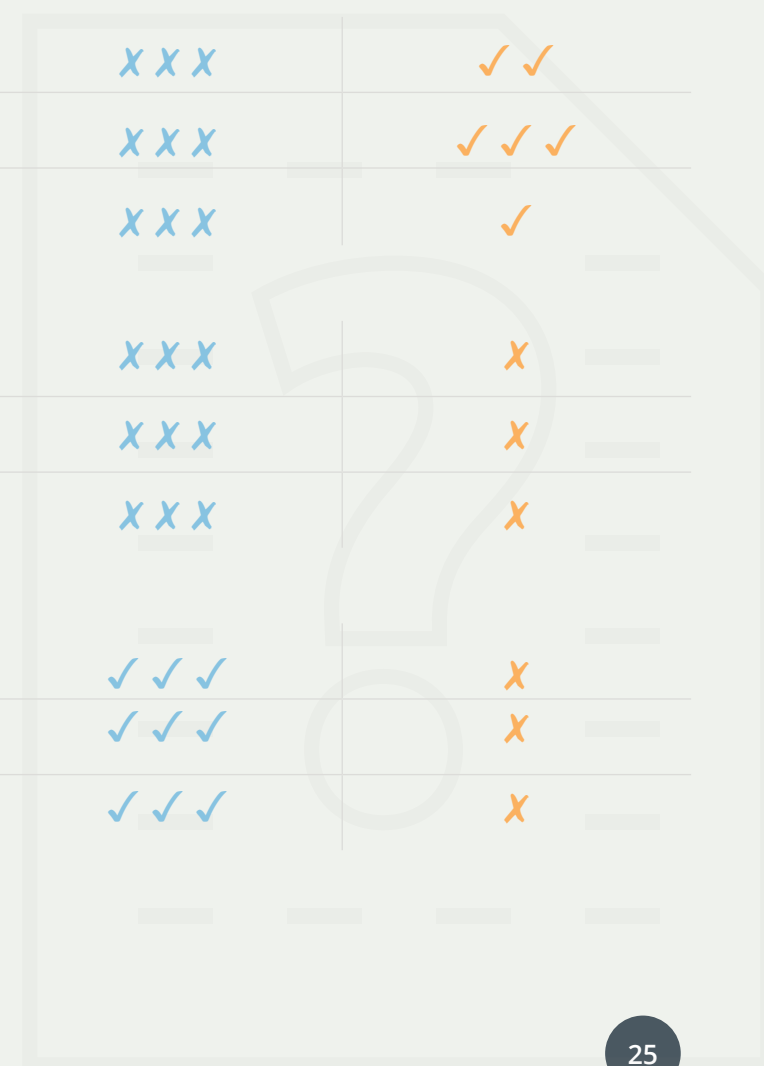 ✗ ✗ ✗ ✓ ✓
✗ ✗ ✗ ✓ ✓ ✓
✗ ✗ ✗ ✓
✗ ✗ ✗ ✗
✗ ✗ ✗ ✗
✗ ✗ ✗ ✗
✓ ✓ ✓ ✗
✓ ✓ ✓ ✗
✓ ✓ ✓ ✗
25